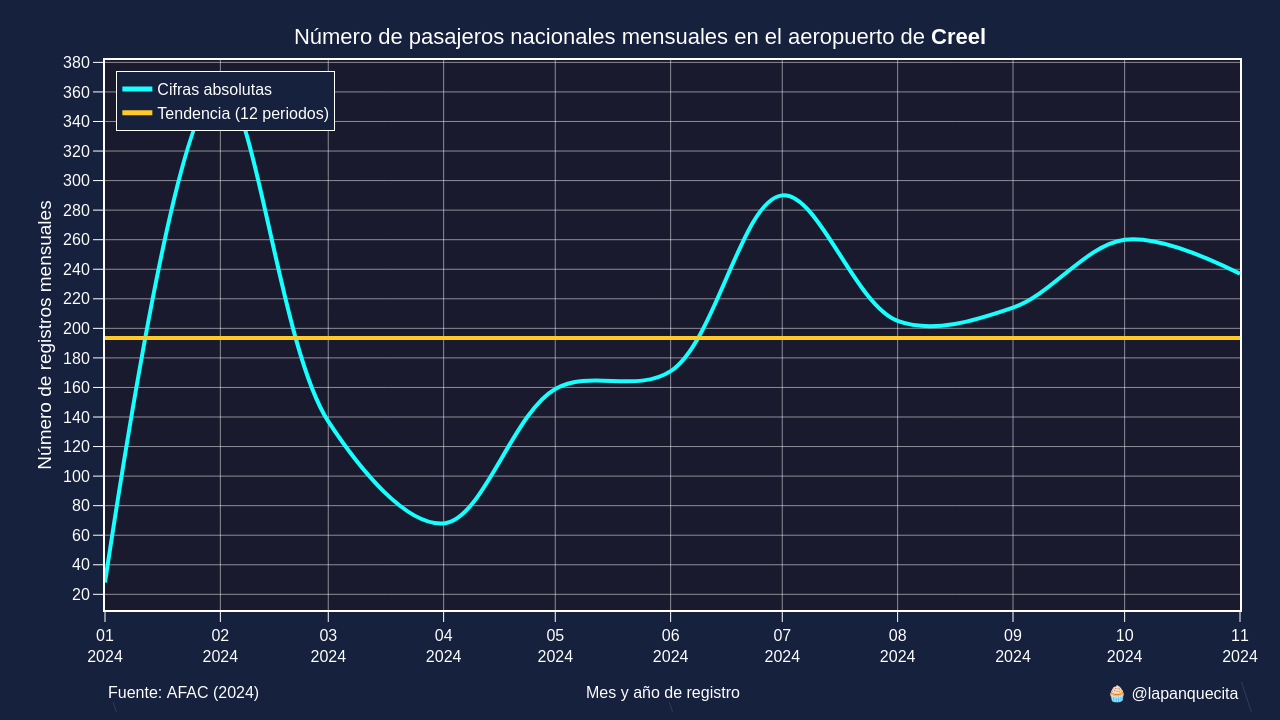 Número de pasajeros nacionales mensuales en el aeropuerto de Creel
Cifras absolutas
Tendencia (12 periodos)
Número de registros mensuales
380
360
340
320
300
280
260
240
220
200
180
160
140
120
100
80
60
40
20
01 02 03 04 05 06 07 08 09 10 11
2024 2024 2024 2024 2024 2024 2024 2024 2024 2024 2024
Fuente: AFAC (2024) Mes y año de registro 🧁 @lapanquecita